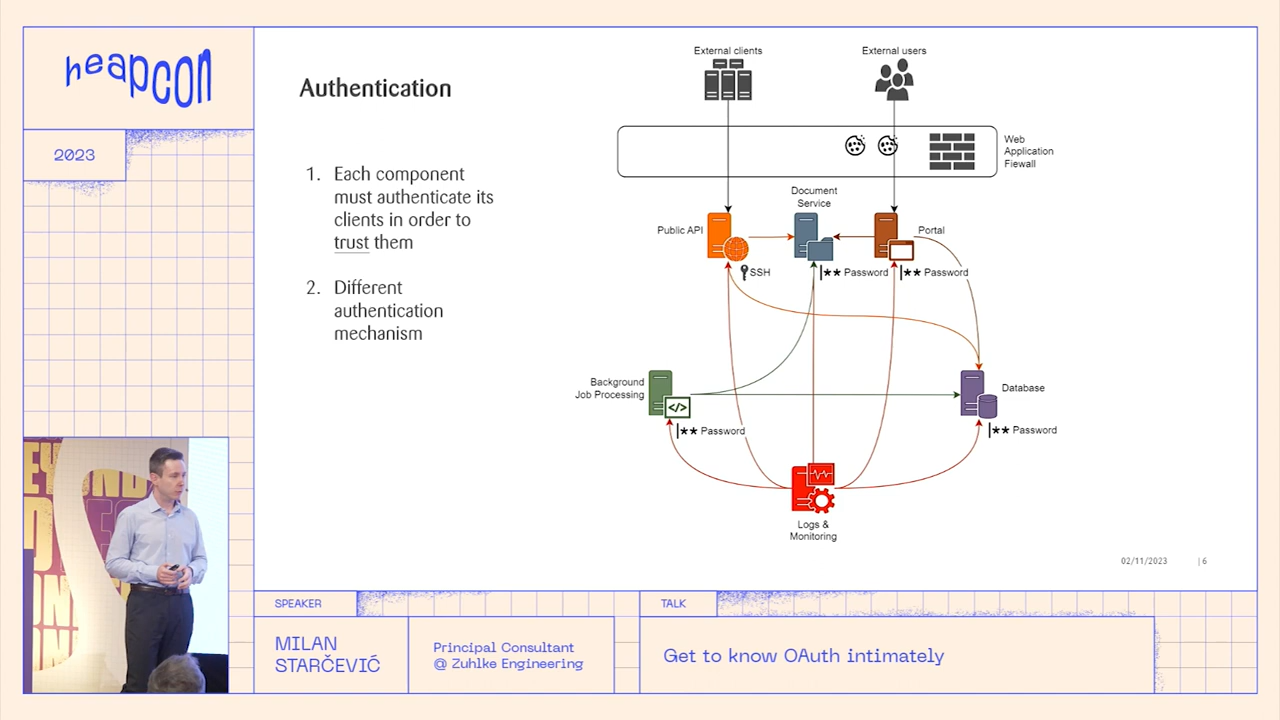 heapcon
2023
Authentication
1. Each component
must authenticate its
clients in order to
trust them
2. Different
authentication
mechanism
External clients
External users
Web
Application
Fiewall
Document
Service
Public API
Portal
SSH
|** Password
|** Password
Background
Job Processing
Database
|** Password
|** Password
Logs &
Monitoring
02/11/2023 | 6
SPEAKER
TALK
MILAN
STARČEVIĆ
Principal Consultant
@ Zuhlke Engineering
Get to know OAuth intimately